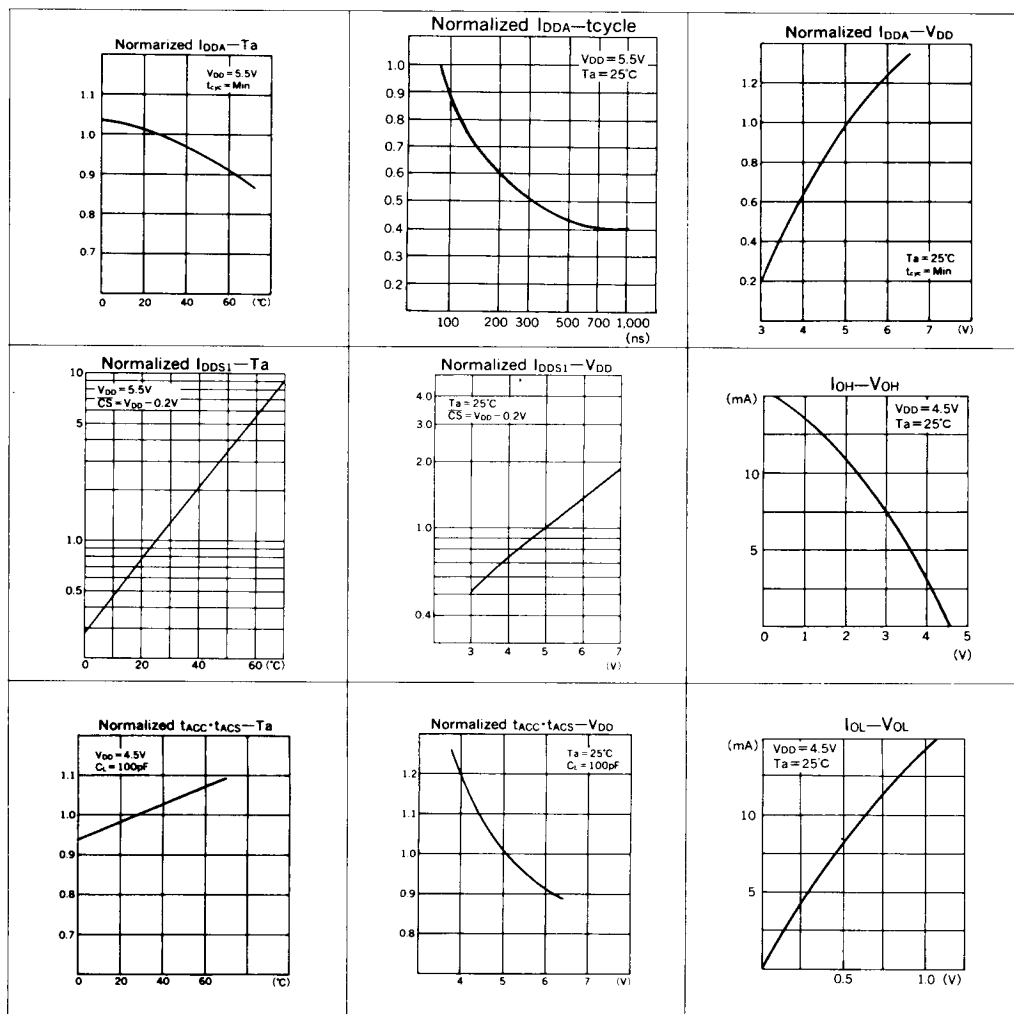 Normarized IDDA—Ta
VDD = 5.5V
tcyc = Min
1.1
1.0
0.9
0.8
0.7
0 20 40 60 (℃)
Normalized IDDA—tcycle
VDD = 5.5V
Ta = 25℃
1.0
0.9
0.8
0.7
0.6
0.5
0.4
0.3
0.2
100 200 300 500 700 1,000
(ns)
Normalized IDDA—VDD
1.2
1.0
0.8
0.6
0.4
0.2
Ta = 25℃
tcyc = Min
3 4 5 6 7 (V)
Normalized IDDS1—Ta
10
VDD = 5.5V
C̅S̅ = VDD − 0.2V
5
1.0
0.5
0 20 40 60 (℃)
Normalized IDDS1—VDD
5.0
4.0
Ta = 25℃
C̅S̅ = VDD − 0.2V
3.0
2.0
1.0
0.4
3 4 5 6 7
(V)
IOH—VOH
(mA)
VDD = 4.5V
Ta = 25℃
10
5
0 1 2 3 4 5
(V)
Normalized tACC·tACS—Ta
VDD = 4.5V
CL = 100pF
1.1
1.0
0.9
0.8
0.7
0 20 40 60 (℃)
Normalized tACC·tACS—VDD
Ta = 25℃
CL = 100pF
1.2
1.1
1.0
0.9
0.8
4 5 6 7 (V)
IOL—VOL
(mA)
VDD = 4.5V
Ta = 25℃
10
5
0.5 1.0 (V)